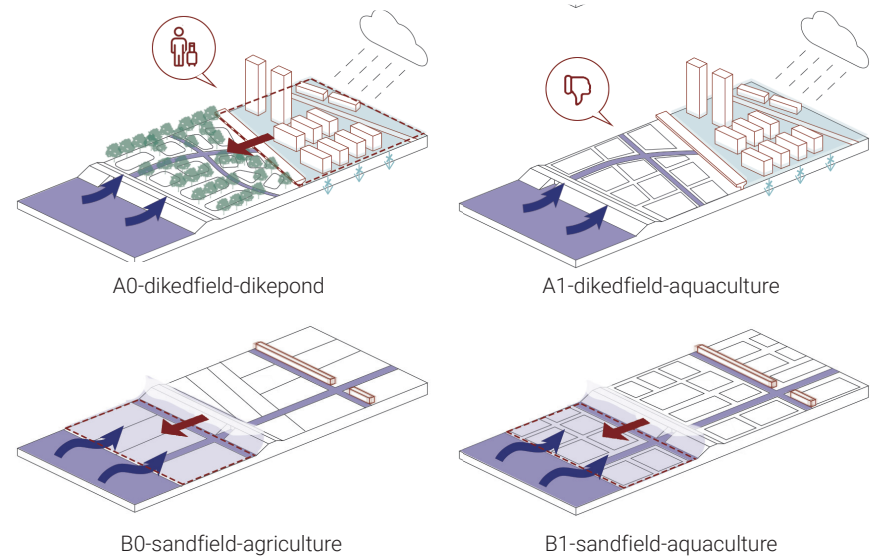 A0-dikedfield-dikepond
A1-dikedfield-aquaculture
B0-sandfield-agriculture
B1-sandfield-aquaculture